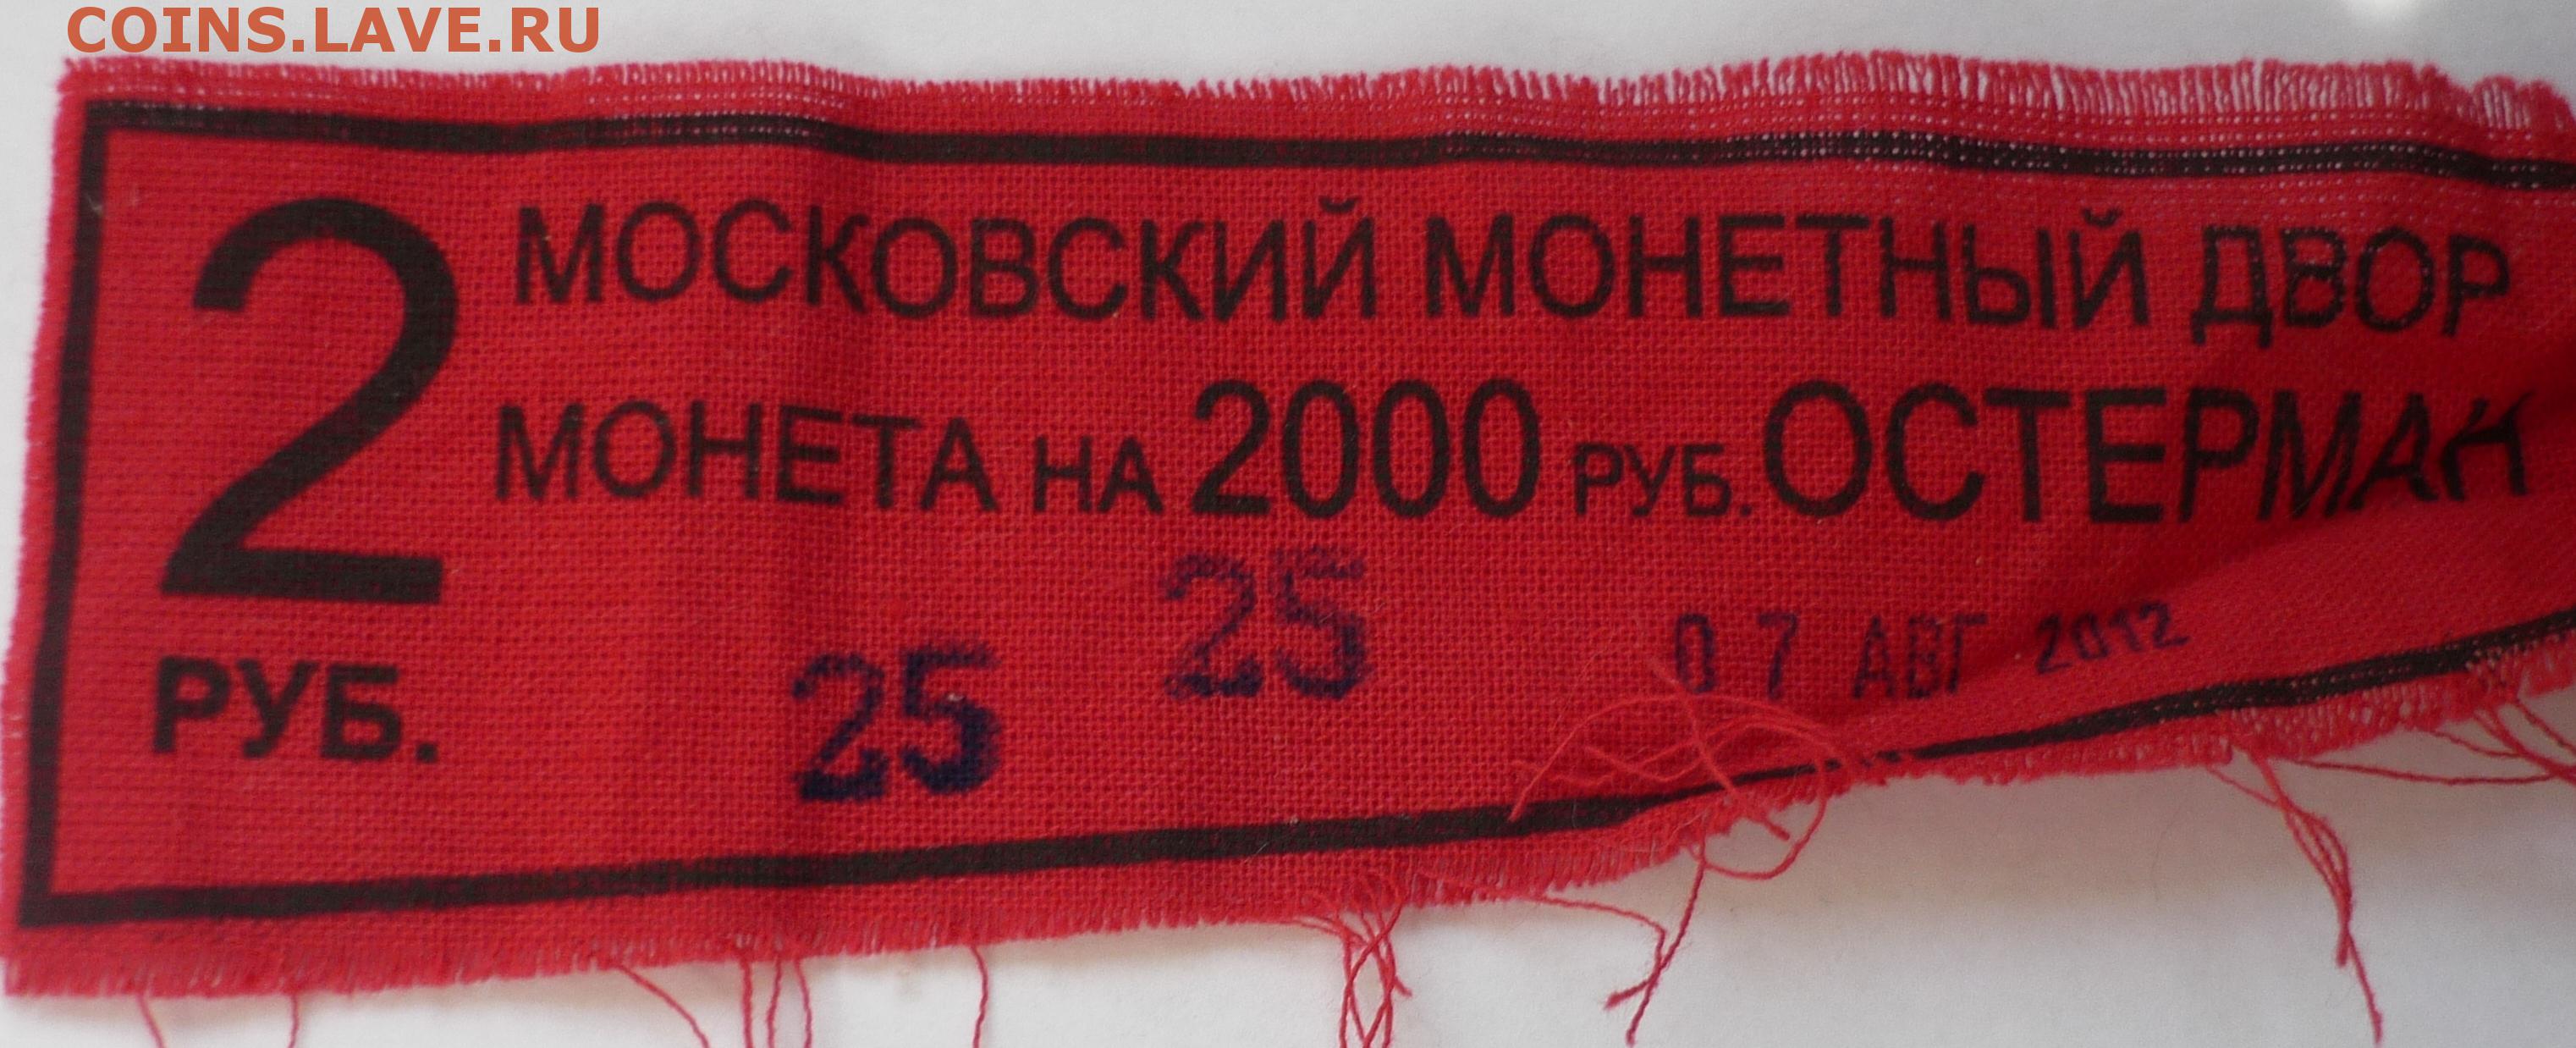 COINS.LAVE.RU
2 МОСКОВСКИЙ МОНЕТНЫЙ ДВОР
МОНЕТА НА 2000 РУБ. ОСТЕРМАН
25
07 АВГ 2012
РУБ.
25